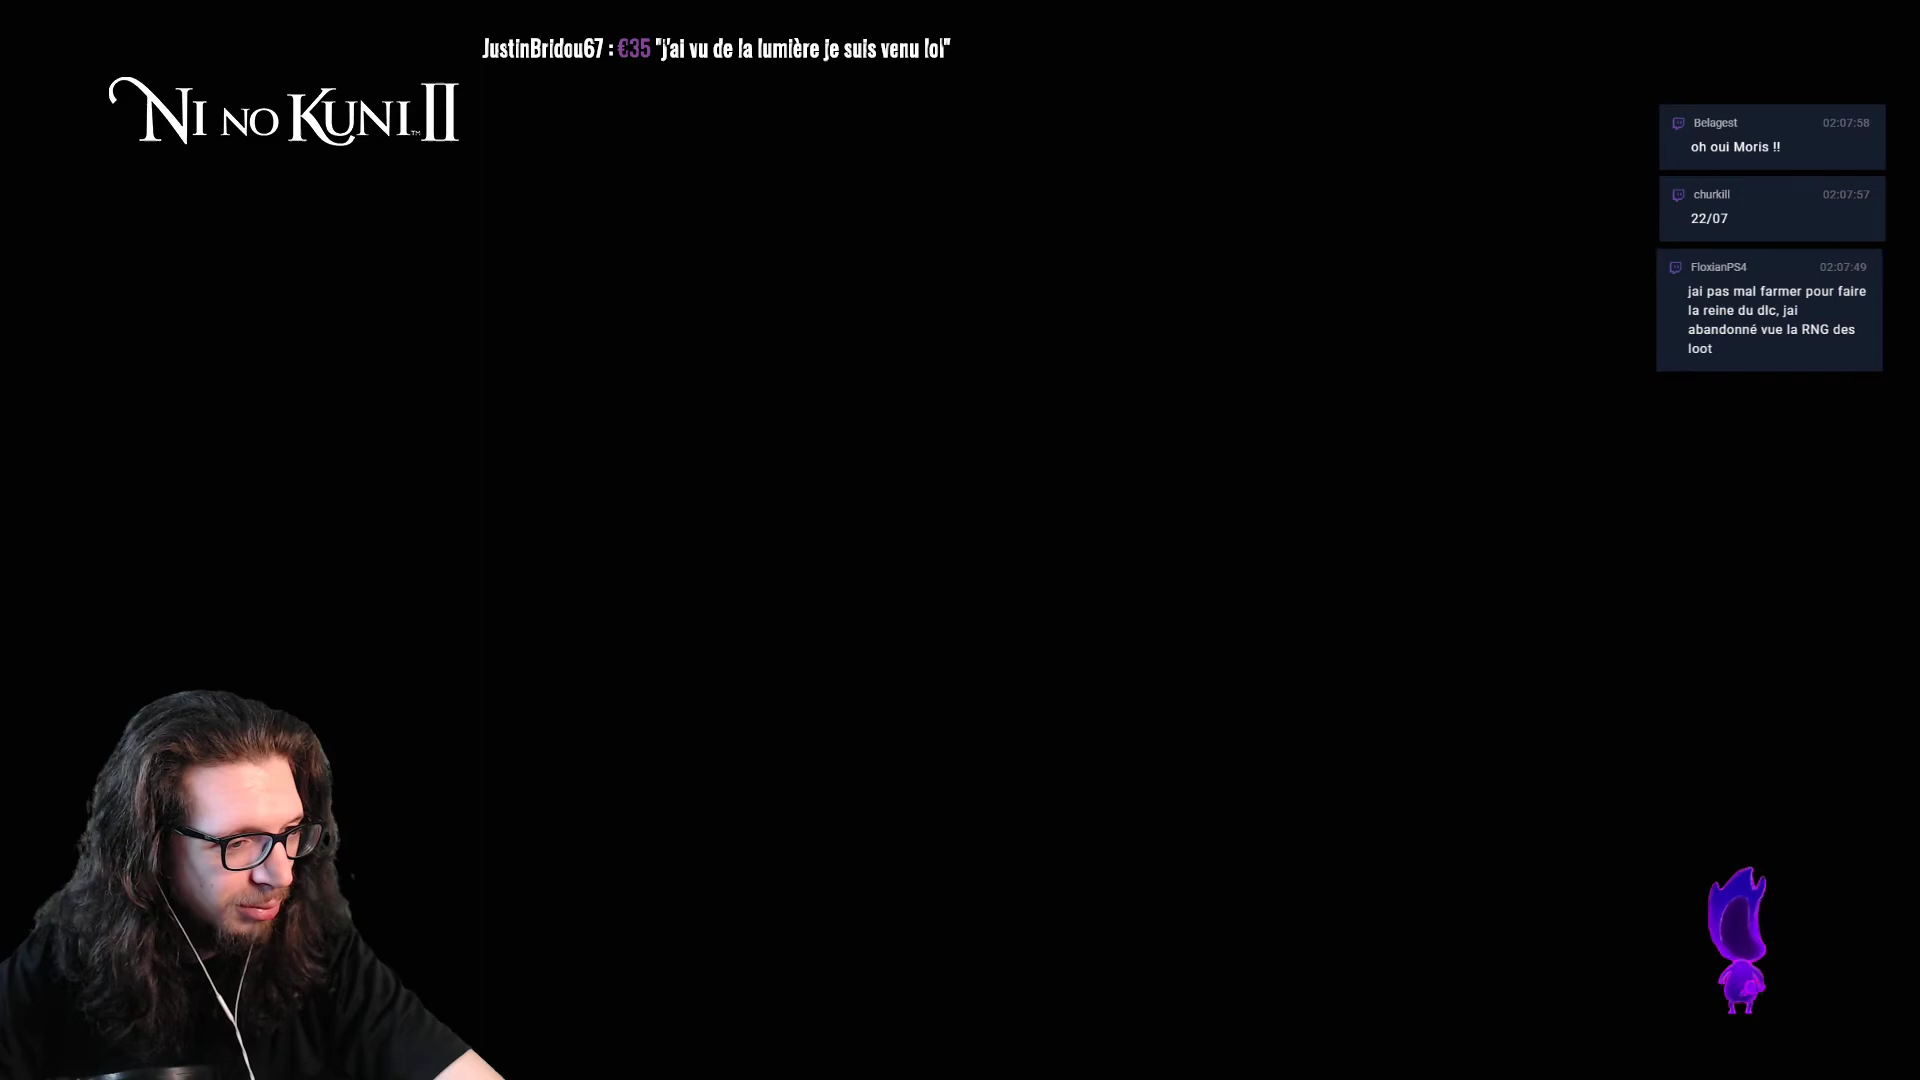 JustinBridou67 : €35 "j'ai vu de la lumière je suis venu lol"
NI NO KUNI™ II
Belagest 02:07:58
oh oui Moris !!
churkill 02:07:57
22/07
FloxianPS4 02:07:49
jai pas mal farmer pour faire
la reine du dlc, jai
abandonné vue la RNG des
loot